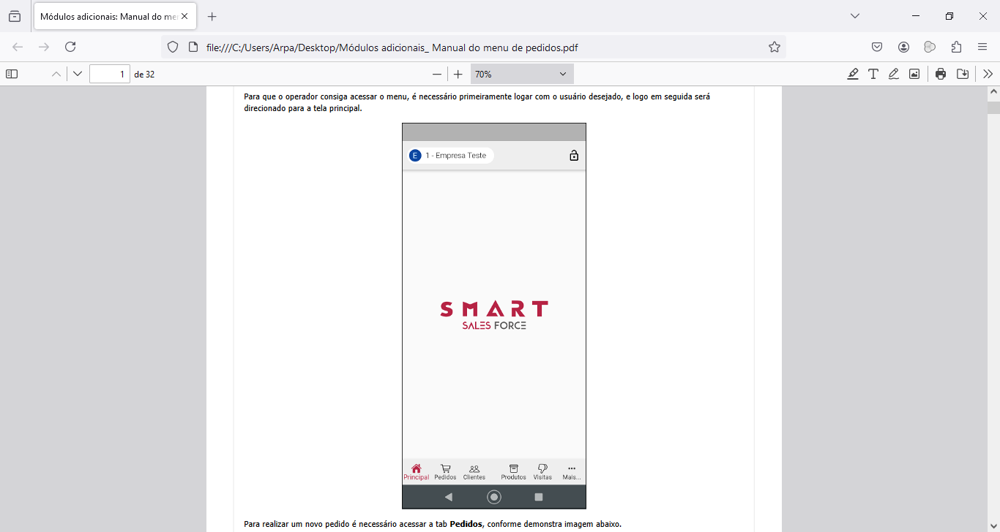 Módulos adicionais: Manual do me
file:///C:/Users/Arpa/Desktop/Módulos adicionais_ Manual do menu de pedidos.pdf
1 de 32
70%
Para que o operador consiga acessar o menu, é necessário primeiramente logar com o usuário desejado, e logo em seguida será
direcionado para a tela principal.
E 1 - Empresa Teste
SMART
SALES FORCE
Principal Pedidos Clientes Produtos Visitas Mais...
Para realizar um novo pedido é necessário acessar a tab Pedidos, conforme demonstra imagem abaixo.